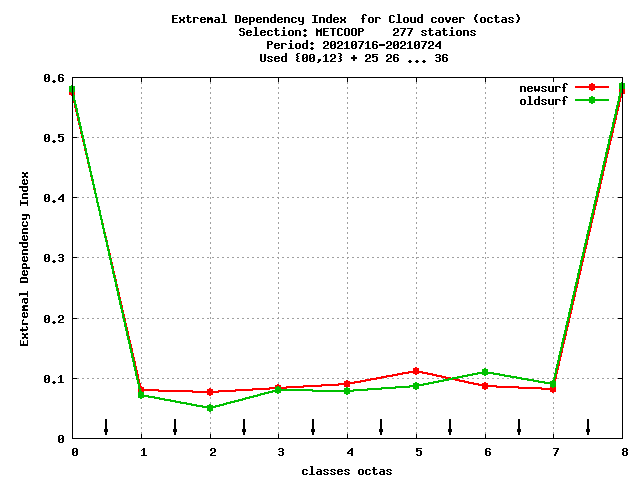 Extremal Dependency Index  for Cloud cover (octas)
Selection: METCOOP    277 stations
Period: 20210716-20210724
Used {00,12} + 25 26 ... 36
newsurf
oldsurf
0.6
0.5
0.4
0.3
0.2
0.1
0
Extremal Dependency Index
0 1 2 3 4 5 6 7 8
classes octas